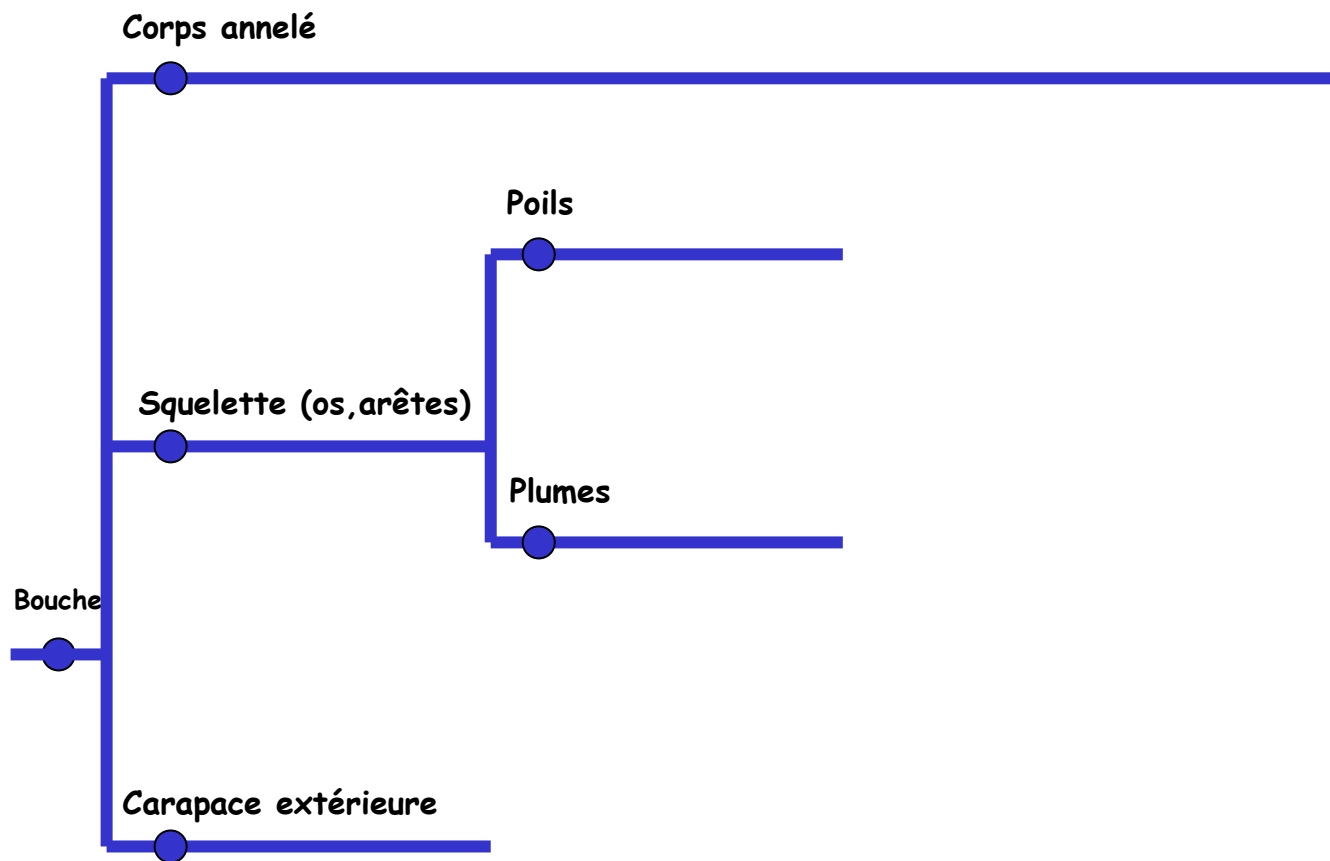 Corps annelé
Poils
Squelette (os,arêtes)
Plumes
Bouche
Carapace extérieure